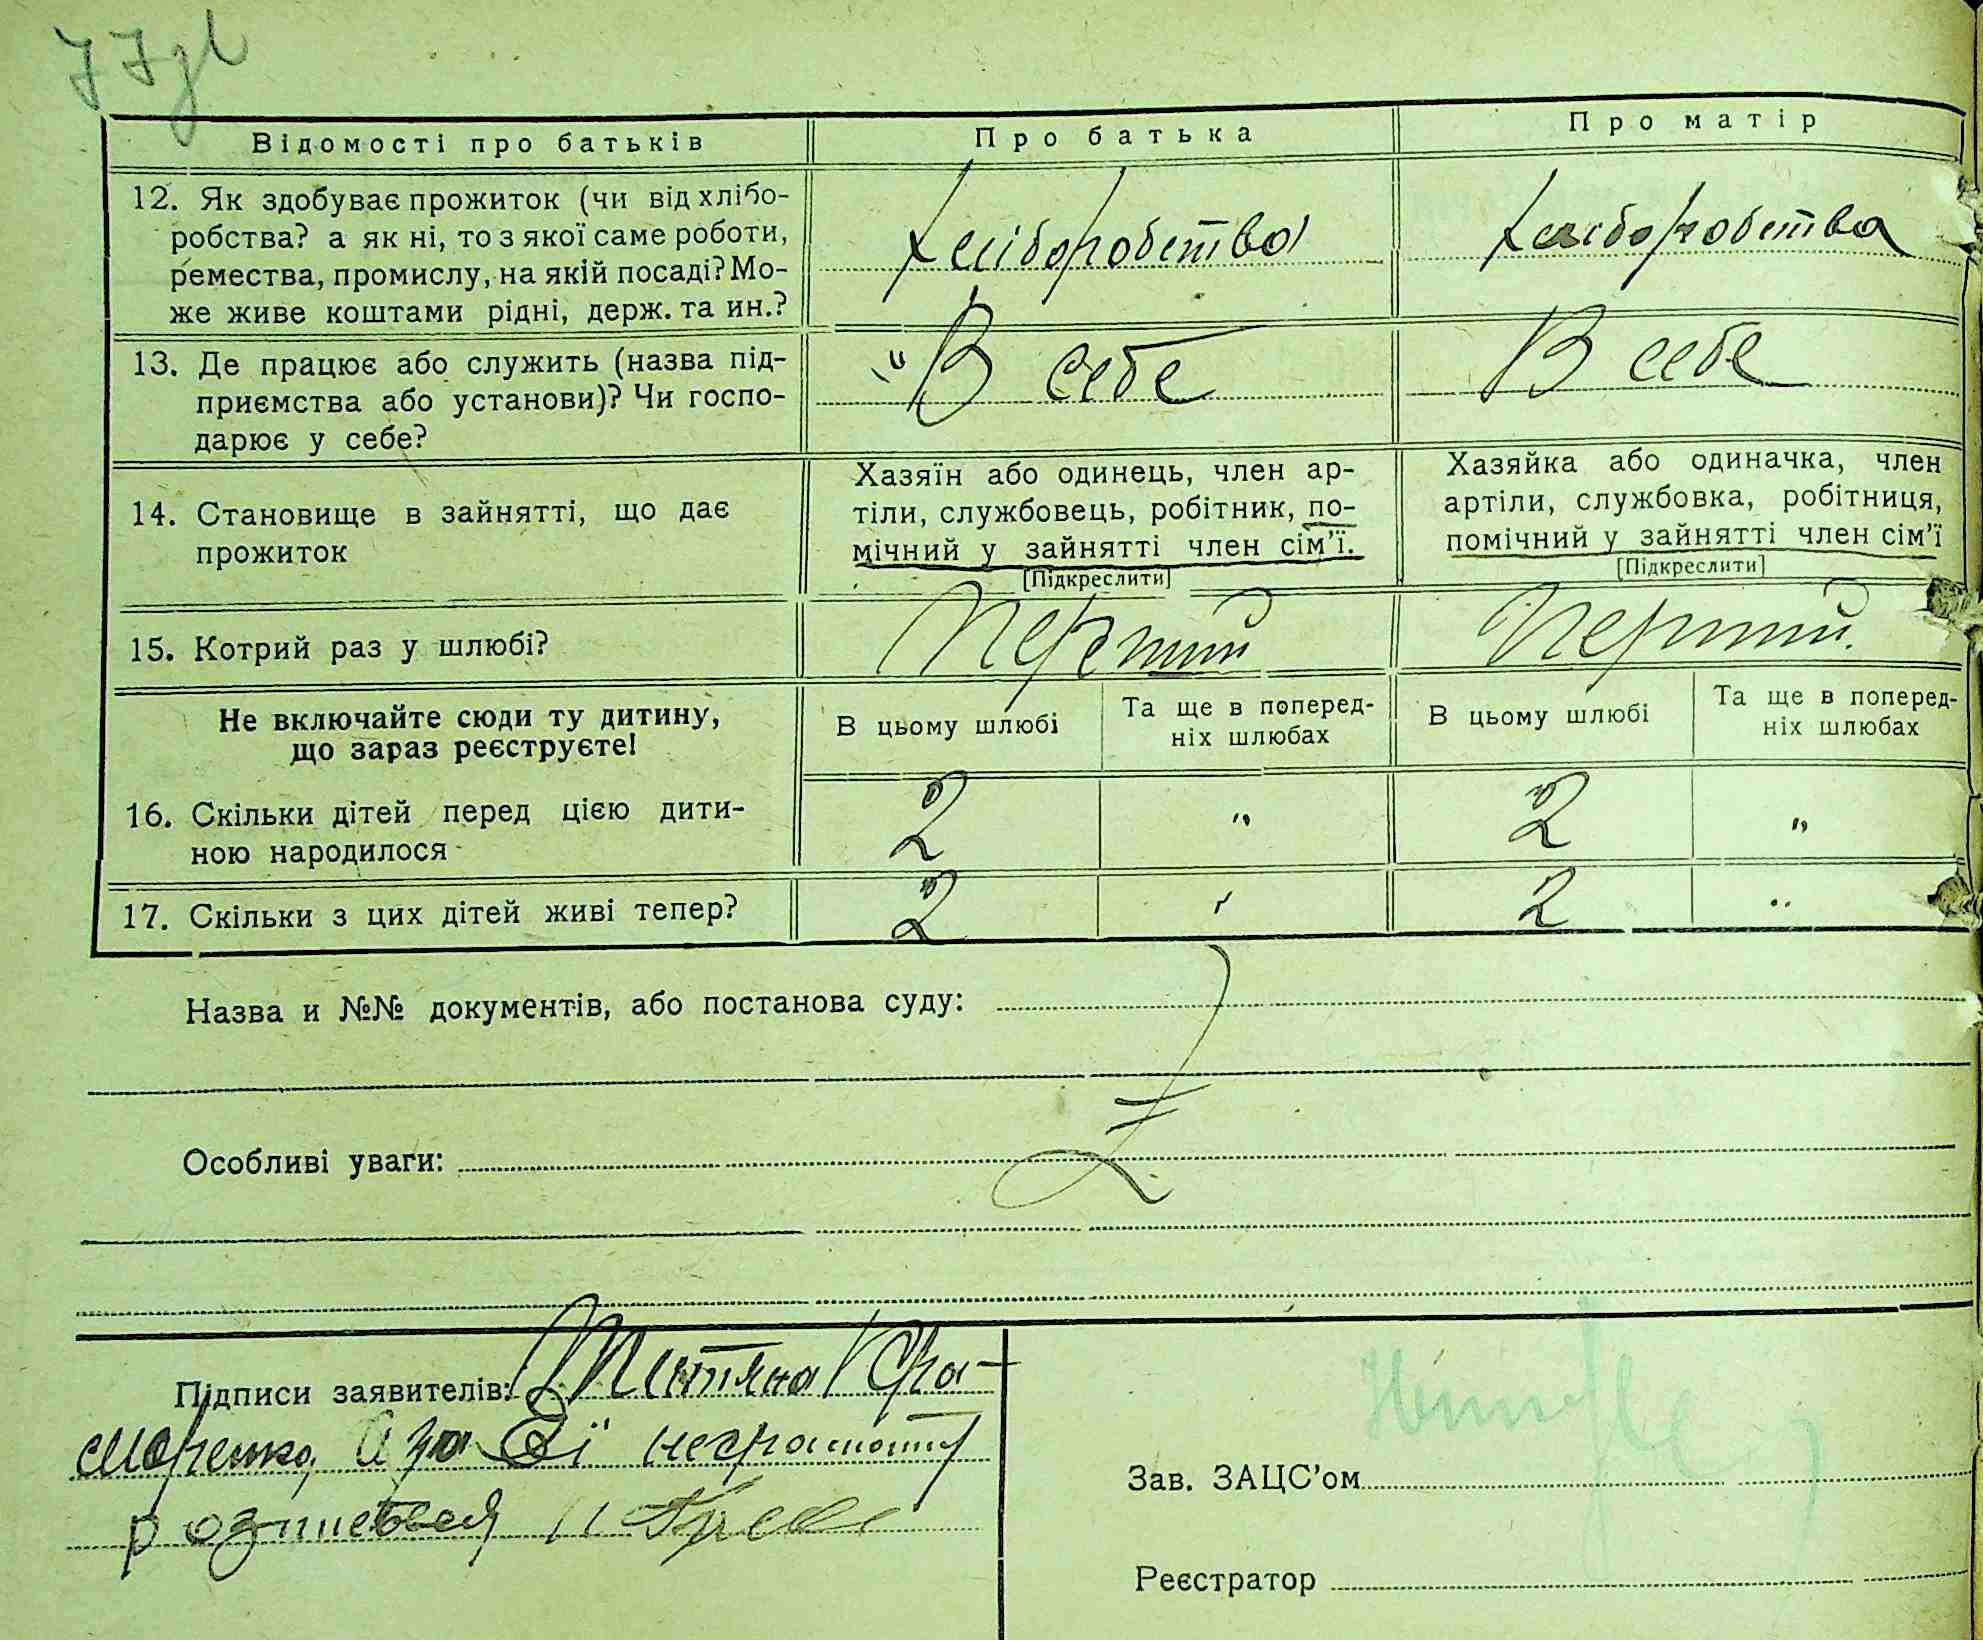 Відомості про батьків Про батька Про матір
12. Як здобуває прожиток (чи від хлібо-
робства? а як ні, то з якої саме роботи,
ремества, промислу, на якій посаді? Мо-
же живе коштами рідні, держ. та ин.?
хліборобства хліборобства
13. Де працює або служить (назва під-
приємства або установи)? Чи госпо-
дарює у себе?
" В себе В себе
14. Становище в зайнятті, що дає
прожиток
Хазяїн або одинець, член ар-
тіли, службовець, робітник, по-
мічний у зайнятті член сім'ї.
[Підкреслити]
Хазяйка або одиначка, член
артіли, службовка, робітниця,
помічний у зайнятті член сім'ї
[Підкреслити]
15. Котрий раз у шлюбі? Перший Перший.
Не включайте сюди ту дитину,
що зараз реєструєте!
В цьому шлюбі
Та ще в поперед-
ніх шлюбах
В цьому шлюбі
Та ще в поперед-
ніх шлюбах
16. Скільки дітей перед цією дити-
ною народилося
2 " 2 "
17. Скільки з цих дітей живі тепер? 2 " 2 "
Назва и №№ документів, або постанова суду:
Особливі уваги:
Підписи заявителів: Титяна Кра-
а за її неграмотну
Зав. ЗАЦС'ом
Реєстратор